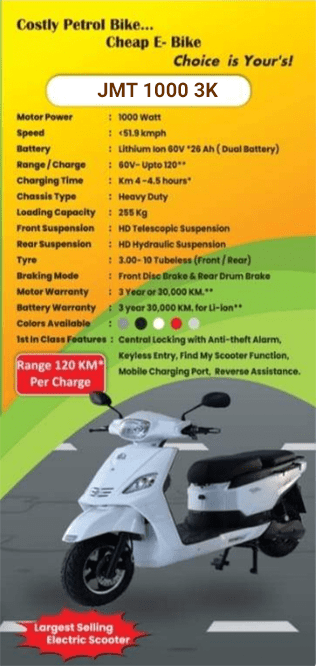 Costly Petrol Bike...
Cheap E- Bike
Choice is Your's!
JMT 1000 3K
Motor Power : 1000 Watt
Speed : <51.9 kmph
Battery : Lithium Ion 60V *26 Ah ( Dual Battery)
Range / Charge : 60V- Upto 120**
Charging Time : Km 4 -4.5 hours*
Chassis Type : Heavy Duty
Loading Capacity : 255 Kg
Front Suspension : HD Telescopic Suspension
Rear Suspension : HD Hydraulic Suspension
Tyre : 3.00- 10 Tubeless (Front / Rear)
Braking Mode : Front Disc Brake & Rear Drum Brake
Motor Warranty : 3 Year or 30,000 KM.**
Battery Warranty : 3 year 30,000 KM. for Li-ion**
Colors Available :
1st In Class Features : Central Locking with Anti-theft Alarm,
Keyless Entry, Find My Scooter Function,
Mobile Charging Port, Reverse Assistance.
Range 120 KM*
Per Charge
Largest Selling
Electric Scooter